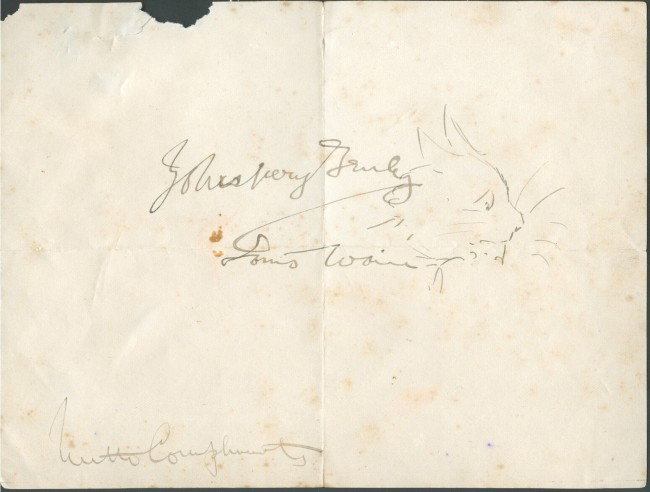 Yours very Truly
Louis Wain
With Compliments